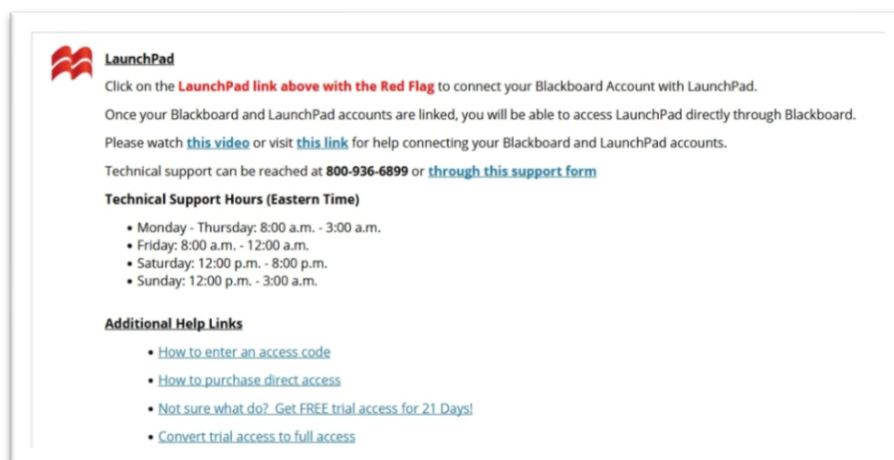 LaunchPad
Click on the LaunchPad link above with the Red Flag to connect your Blackboard Account with LaunchPad.
Once your Blackboard and LaunchPad accounts are linked, you will be able to access LaunchPad directly through Blackboard.
Please watch this video or visit this link for help connecting your Blackboard and LaunchPad accounts.
Technical support can be reached at 800-936-6899 or through this support form
Technical Support Hours (Eastern Time)
• Monday - Thursday: 8:00 a.m. - 3:00 a.m.
• Friday: 8:00 a.m. - 12:00 a.m.
• Saturday: 12:00 p.m. - 8:00 p.m.
• Sunday: 12:00 p.m. - 3:00 a.m.
Additional Help Links
• How to enter an access code
• How to purchase direct access
• Not sure what do? Get FREE trial access for 21 Days!
• Convert trial access to full access